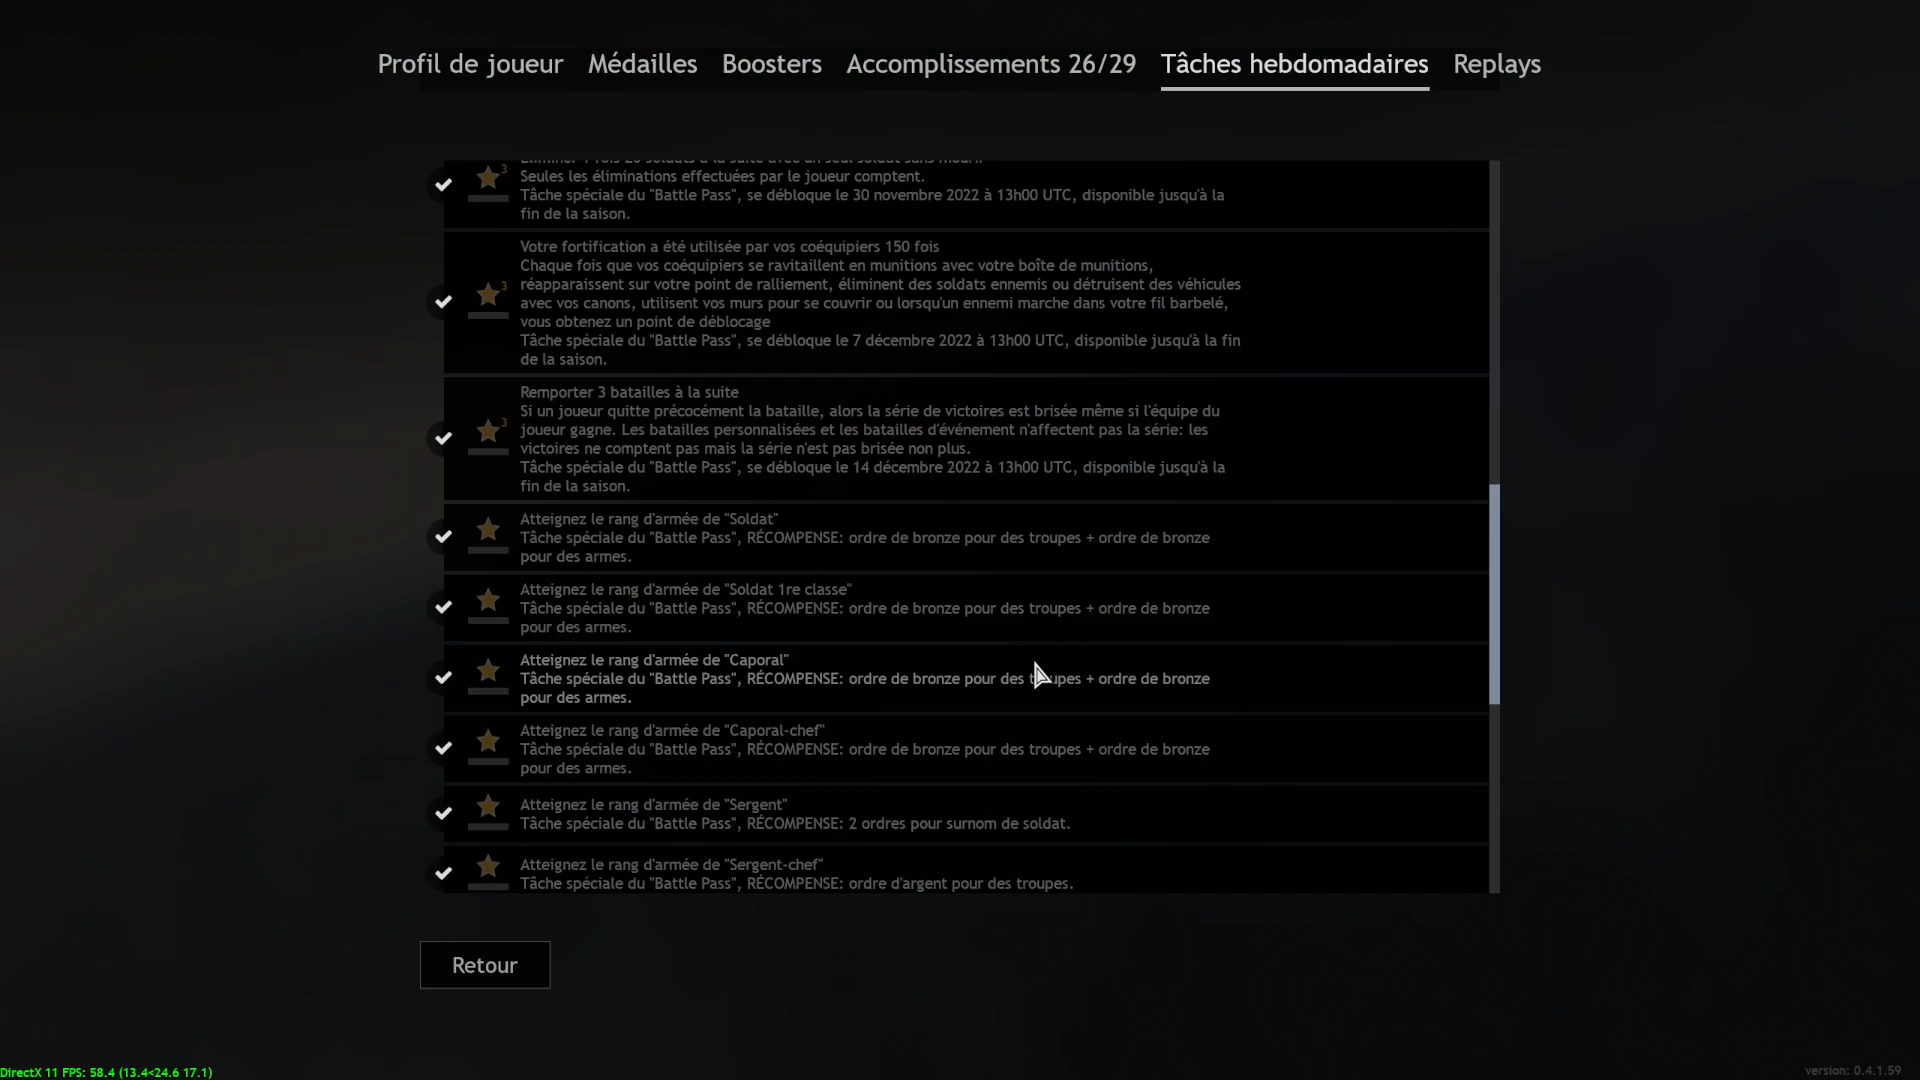 Profil de joueur Médailles Boosters Accomplissements 26/29 Tâches hebdomadaires Replays
Éliminer 1 fois 20 soldats à la suite avec un seul soldat sans mourir.
3
Seules les éliminations effectuées par le joueur comptent.
Tâche spéciale du "Battle Pass", se débloque le 30 novembre 2022 à 13h00 UTC, disponible jusqu'à la
fin de la saison.
Votre fortification a été utilisée par vos coéquipiers 150 fois
Chaque fois que vos coéquipiers se ravitaillent en munitions avec votre boîte de munitions,
3
réapparaissent sur votre point de ralliement, éliminent des soldats ennemis ou détruisent des véhicules
avec vos canons, utilisent vos murs pour se couvrir ou lorsqu'un ennemi marche dans votre fil barbelé,
vous obtenez un point de déblocage
Tâche spéciale du "Battle Pass", se débloque le 7 décembre 2022 à 13h00 UTC, disponible jusqu'à la fin
de la saison.
Remporter 3 batailles à la suite
Si un joueur quitte précocément la bataille, alors la série de victoires est brisée même si l'équipe du
3
joueur gagne. Les batailles personnalisées et les batailles d'événement n'affectent pas la série: les
victoires ne comptent pas mais la série n'est pas brisée non plus.
Tâche spéciale du "Battle Pass", se débloque le 14 décembre 2022 à 13h00 UTC, disponible jusqu'à la
fin de la saison.
Atteignez le rang d'armée de "Soldat"
Tâche spéciale du "Battle Pass", RÉCOMPENSE: ordre de bronze pour des troupes + ordre de bronze
pour des armes.
Atteignez le rang d'armée de "Soldat 1re classe"
Tâche spéciale du "Battle Pass", RÉCOMPENSE: ordre de bronze pour des troupes + ordre de bronze
pour des armes.
Atteignez le rang d'armée de "Caporal"
Tâche spéciale du "Battle Pass", RÉCOMPENSE: ordre de bronze pour des troupes + ordre de bronze
pour des armes.
Atteignez le rang d'armée de "Caporal-chef"
Tâche spéciale du "Battle Pass", RÉCOMPENSE: ordre de bronze pour des troupes + ordre de bronze
pour des armes.
Atteignez le rang d'armée de "Sergent"
Tâche spéciale du "Battle Pass", RÉCOMPENSE: 2 ordres pour surnom de soldat.
Atteignez le rang d'armée de "Sergent-chef"
Tâche spéciale du "Battle Pass", RÉCOMPENSE: ordre d'argent pour des troupes.
Retour
DirectX 11 FPS: 58.4 (13.4<24.6 17.1)
version: 0.4.1.59